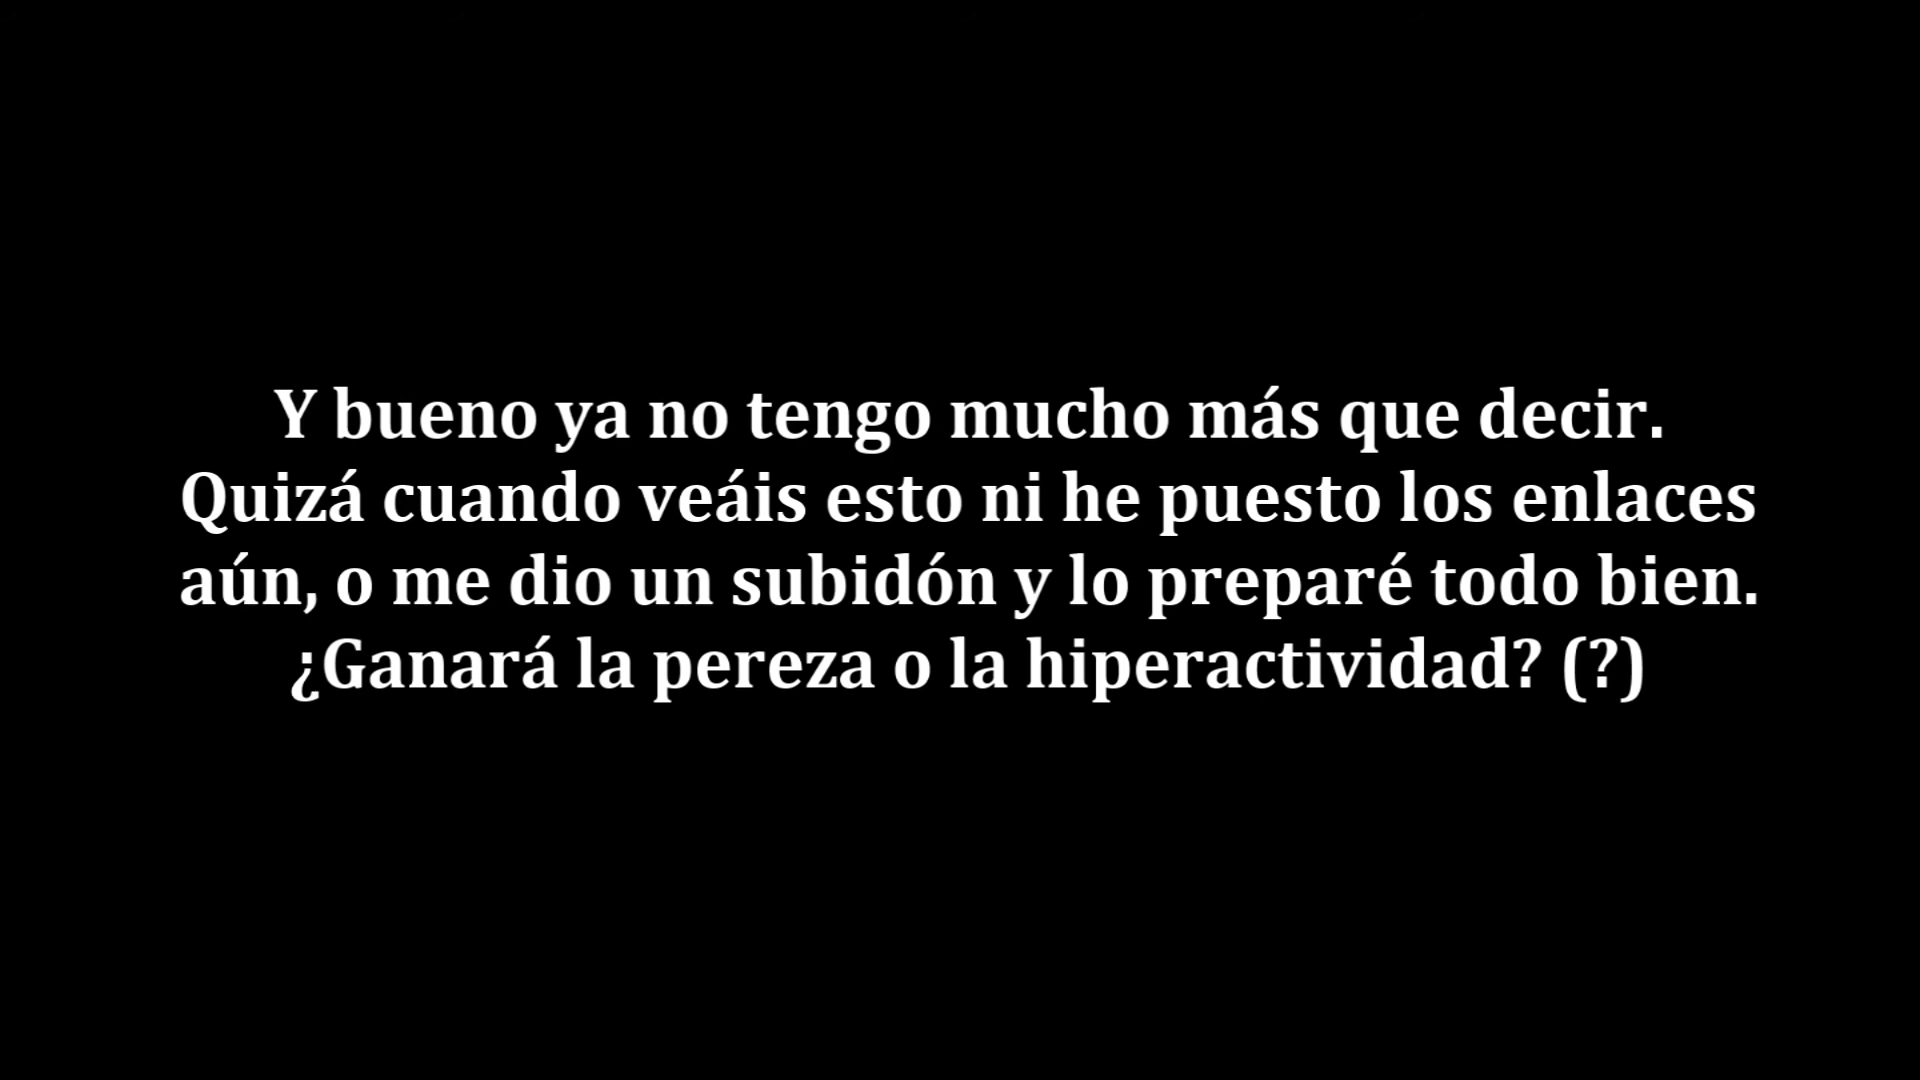 Y bueno ya no tengo mucho más que decir.
Quizá cuando veáis esto ni he puesto los enlaces
aún, o me dio un subidón y lo preparé todo bien.
¿Ganará la pereza o la hiperactividad? (?)